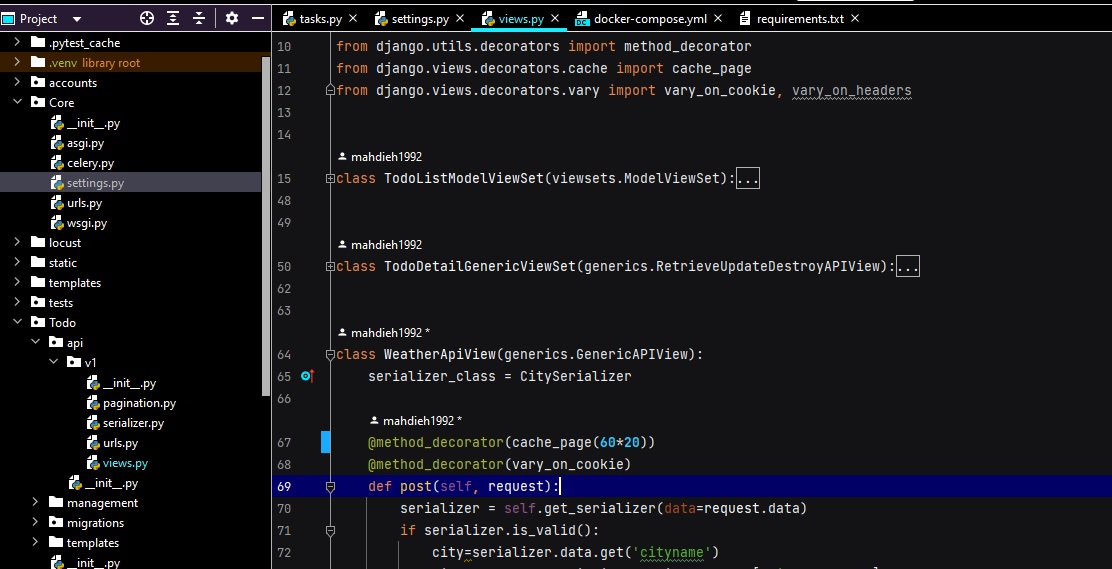 Project
tasks.py
settings.py
views.py
docker-compose.yml
requirements.txt
.pytest_cache
.venv library root
accounts
Core
__init__.py
asgi.py
celery.py
settings.py
urls.py
wsgi.py
locust
static
templates
tests
Todo
api
v1
__init__.py
pagination.py
serializer.py
urls.py
views.py
__init__.py
management
migrations
templates
__init__.py
10 from django.utils.decorators import method_decorator
11 from django.views.decorators.cache import cache_page
12 from django.views.decorators.vary import vary_on_cookie, vary_on_headers
13
14
mahdieh1992
15 class TodoListModelViewSet(viewsets.ModelViewSet):...
48
49
mahdieh1992
50 class TodoDetailGenericViewSet(generics.RetrieveUpdateDestroyAPIView):...
62
63
mahdieh1992 *
64 class WeatherApiView(generics.GenericAPIView):
65 serializer_class = CitySerializer
66
mahdieh1992 *
67 @method_decorator(cache_page(60*20))
68 @method_decorator(vary_on_cookie)
69 def post(self, request):
70 serializer = self.get_serializer(data=request.data)
71 if serializer.is_valid():
72 city=serializer.data.get('cityname')